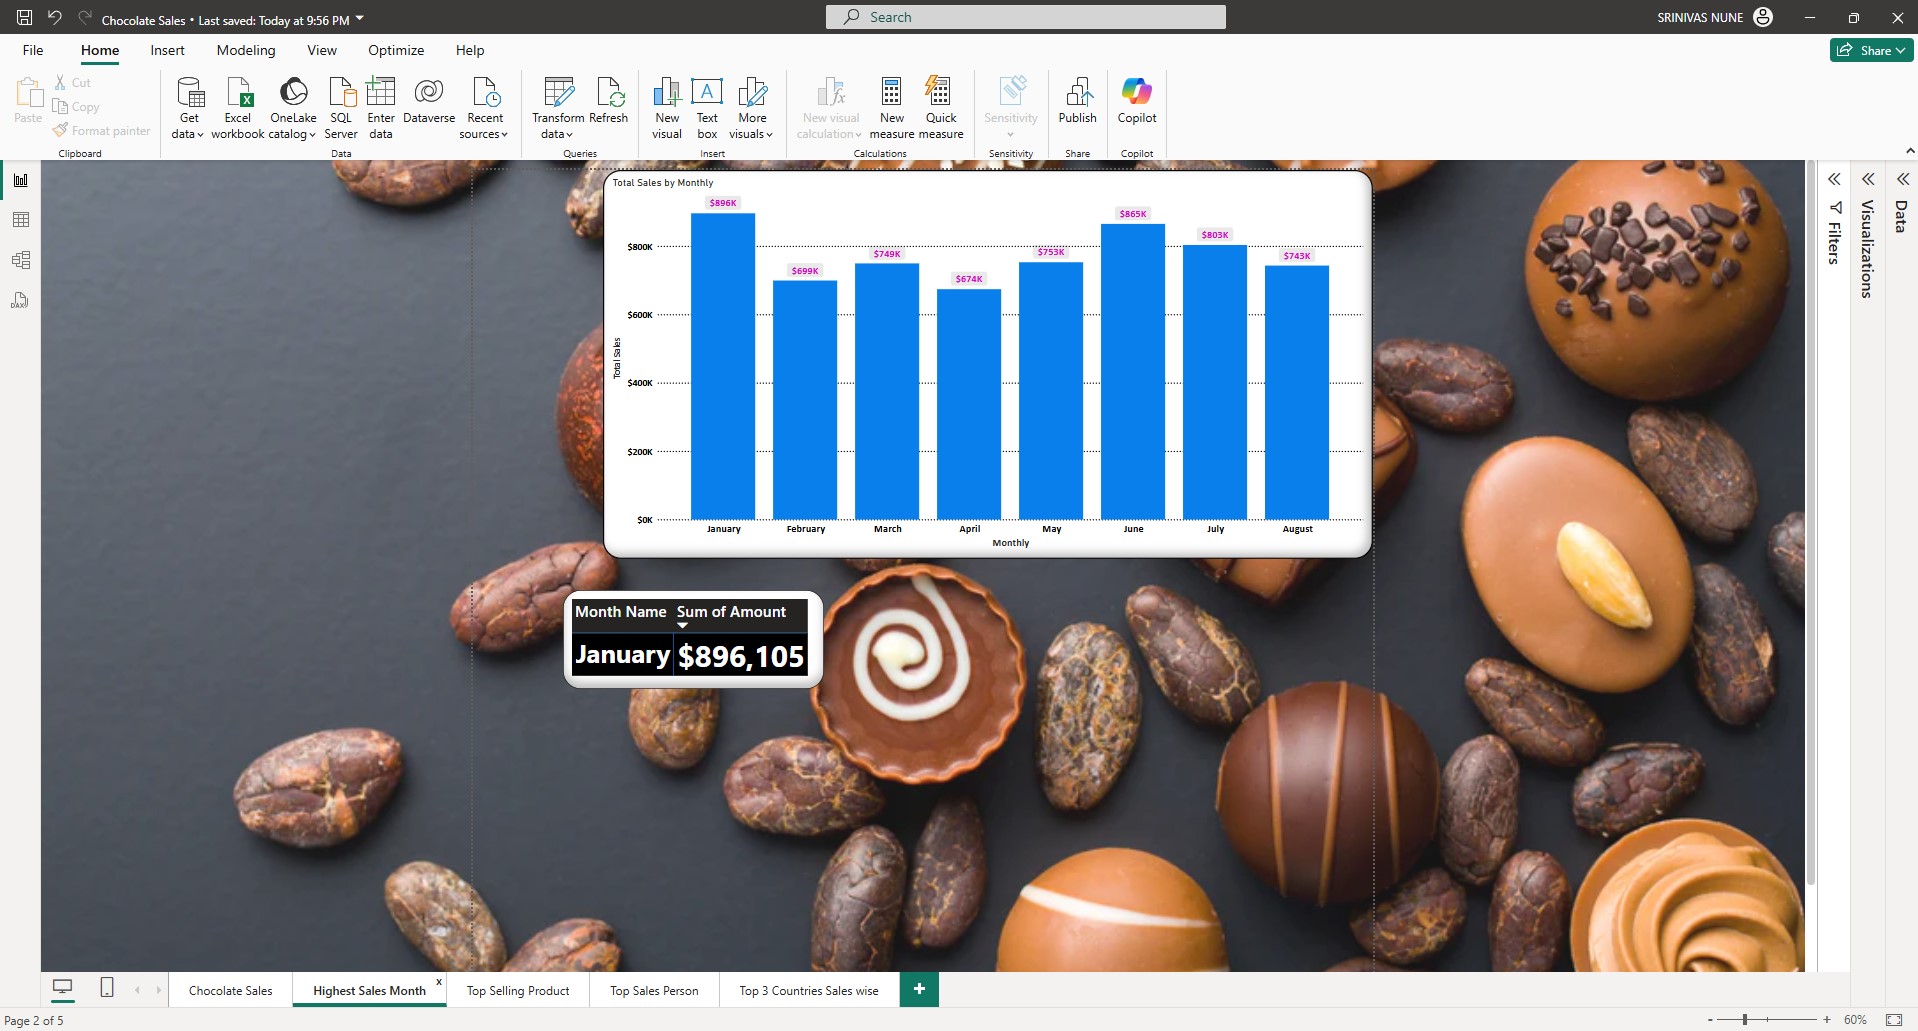 Chocolate Sales • Last saved: Today at 9:56 PM
Search
SRINIVAS NUNE
File
Home
Insert
Modeling
View
Optimize
Help
Share
Paste
Cut
Copy
Format painter
Clipboard
Get data
Excel workbook
OneLake catalog
SQL Server
Enter data
Dataverse
Recent sources
Data
Transform data
Refresh
Queries
New visual
Text box
More visuals
Insert
New visual calculation
New measure
Quick measure
Calculations
Sensitivity
Sensitivity
Publish
Share
Copilot
Copilot
Total Sales by Monthly
$896K
$699K
$749K
$674K
$753K
$865K
$803K
$743K
$800K
$600K
$400K
$200K
$0K
Total Sales
January
February
March
April
May
June
July
August
Monthly
Month Name
Sum of Amount
January
$896,105
Filters
Visualizations
Data
DAX
Chocolate Sales
Highest Sales Month
x
Top Selling Product
Top Sales Person
Top 3 Countries Sales wise
+
Page 2 of 5
- + 60%